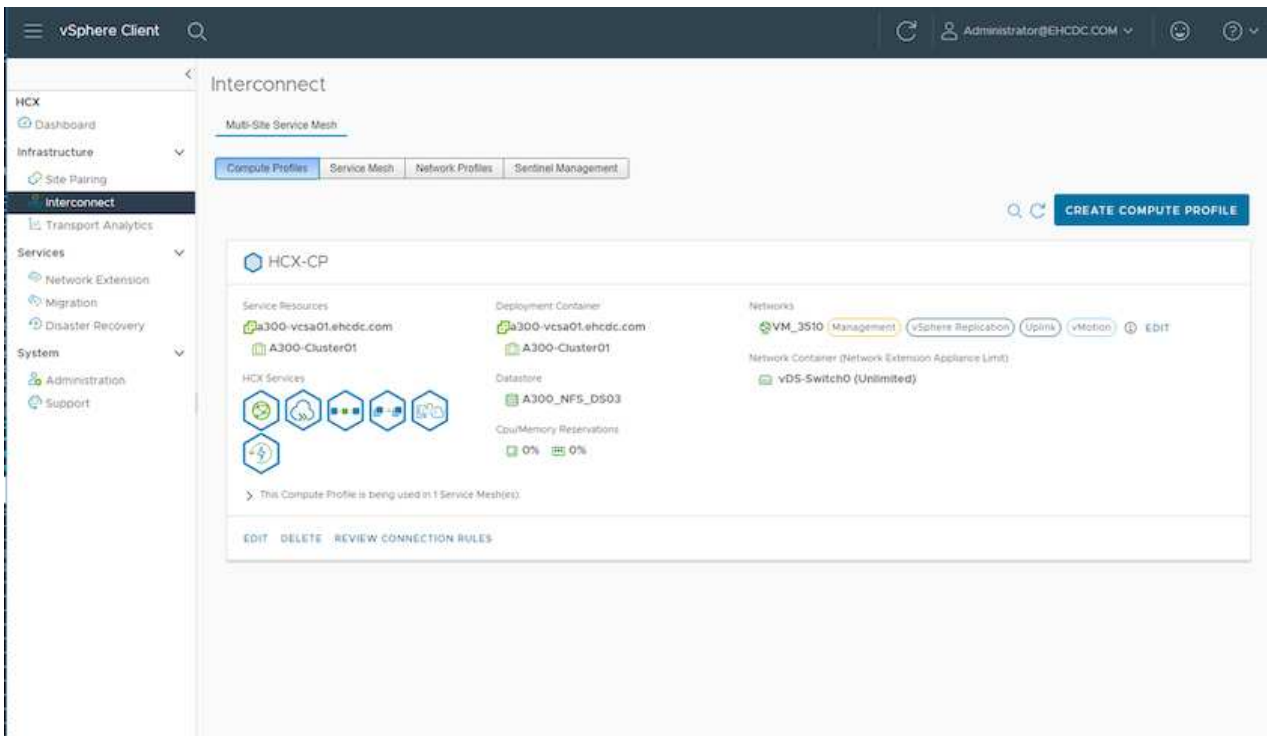 vSphere Client
Administrator@EHCDC.COM
HCX
Dashboard
Infrastructure
Site Pairing
Interconnect
Transport Analytics
Services
Network Extension
Migration
Disaster Recovery
System
Administration
Support
Interconnect
Multi-Site Service Mesh
Compute Profiles Service Mesh Network Profiles Sentinel Management
CREATE COMPUTE PROFILE
HCX-CP
Service Resources
a300-vcsa01.ehcdc.com
A300-Cluster01
HCX Services
Deployment Container
a300-vcsa01.ehcdc.com
A300-Cluster01
Datastore
A300_NFS_DS03
Cpu/Memory Reservations
0% 0%
Networks
VM_3510 Management vSphere Replication Uplink vMotion EDIT
Network Container (Network Extension Appliance Limit)
vDS-Switch0 (Unlimited)
This Compute Profile is being used in 1 Service Mesh(es).
EDIT DELETE REVIEW CONNECTION RULES